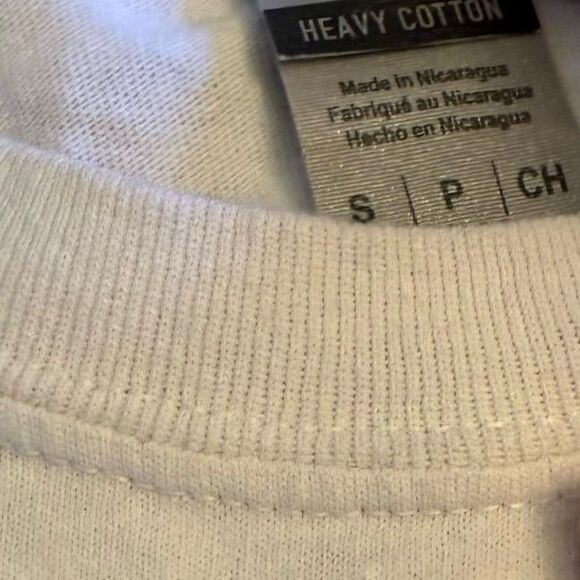 HEAVY COTTON
Made in Nicaragua
Fabriqué au Nicaragua
Hecho en Nicaragua
S | P | CH